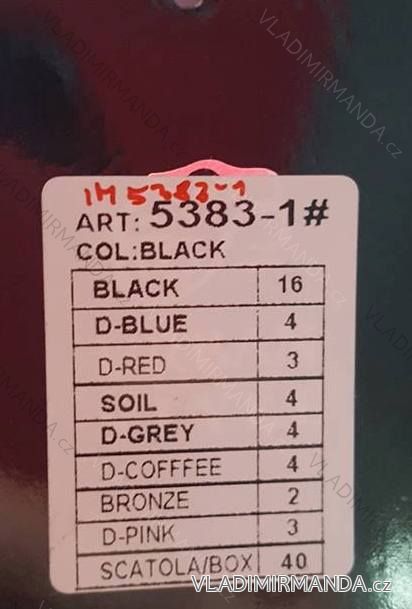 IM 5383-1
ART: 5383-1#
COL:BLACK
BLACK 16
D-BLUE 4
D-RED 3
SOIL 4
D-GREY 4
D-COFFFEE 4
BRONZE 2
D-PINK 3
SCATOLA/BOX 40
VLADIMIRMANDA.CZ